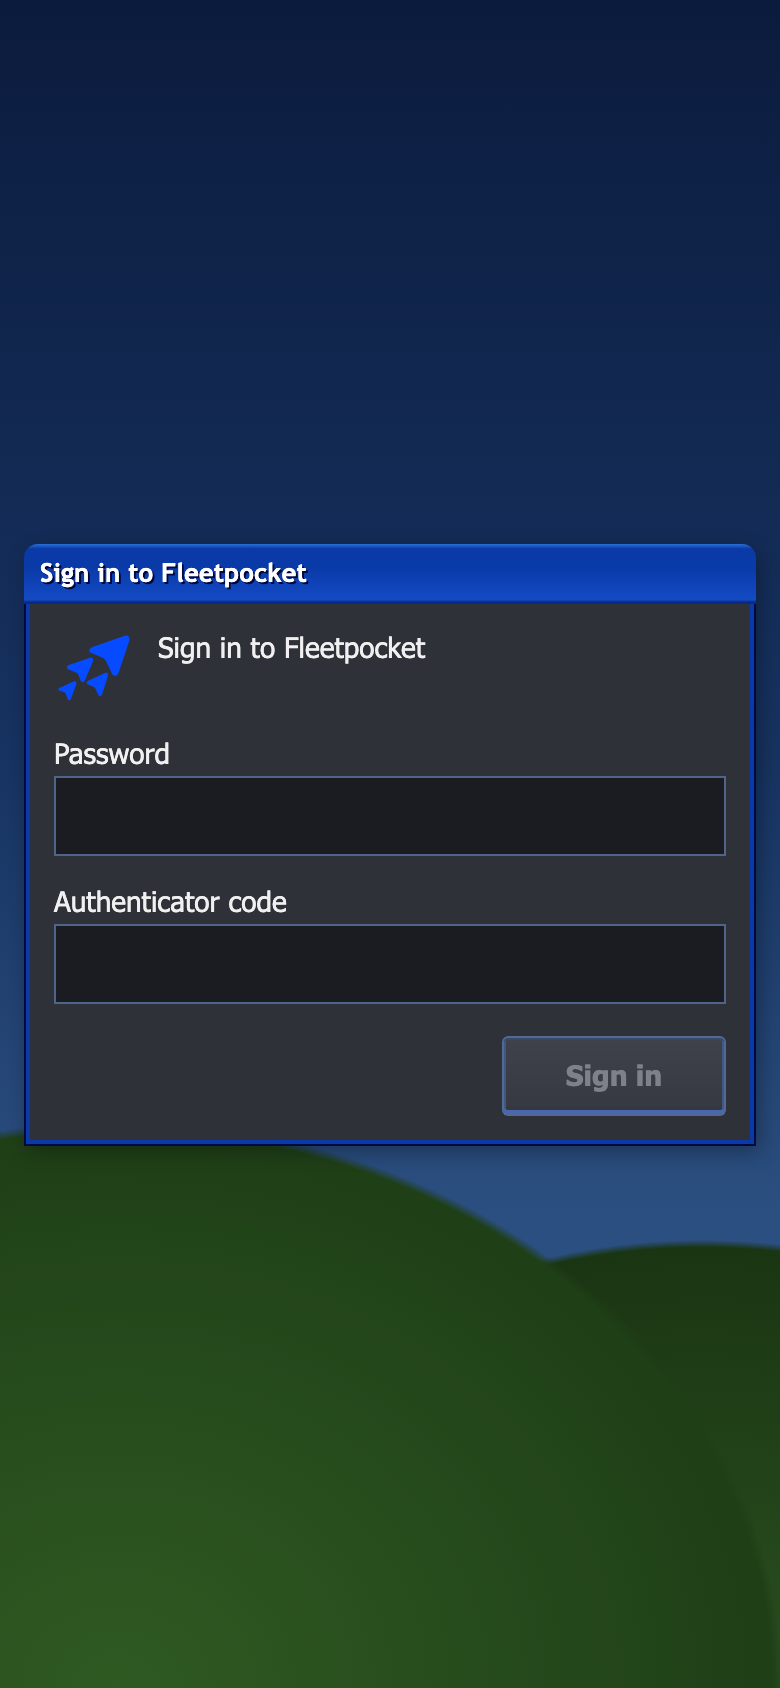 Sign in to Fleetpocket
Sign in to Fleetpocket
Password
Authenticator code
Sign in